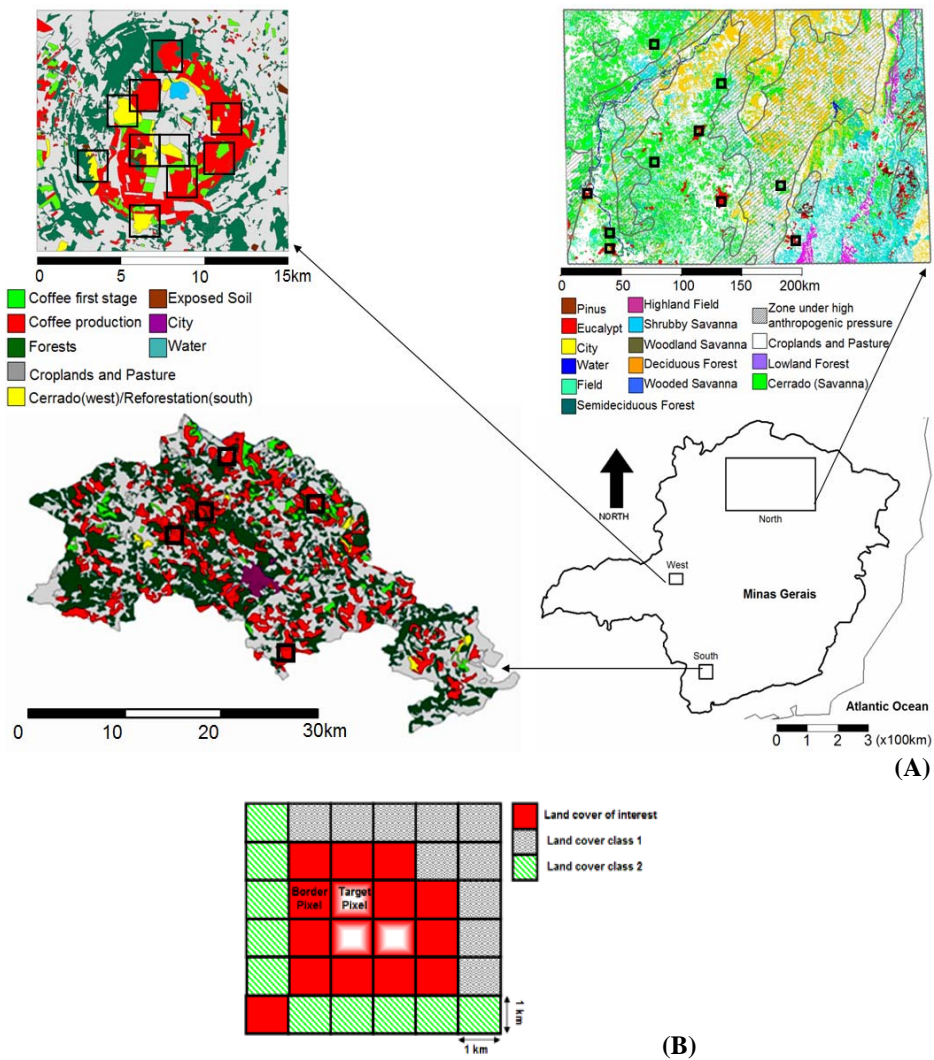 0 5 10 15km
Coffee first stage
Coffee production
Forests
Croplands and Pasture
Cerrado(west)/Reforestation(south)
Exposed Soil
City
Water
0 50 100 150 200km
Pinus
Eucalypt
City
Water
Field
Semideciduous Forest
Highland Field
Shrubby Savanna
Woodland Savanna
Deciduous Forest
Wooded Savanna
Zone under high
anthropogenic pressure
Croplands and Pasture
Lowland Forest
Cerrado (Savanna)
0 10 20 30km
NORTH
North
West
Minas Gerais
South
Atlantic Ocean
0 1 2 3 (x100km)
(A)
Border
Pixel
Target
Pixel
Land cover of interest
Land cover class 1
Land cover class 2
1 km
1 km
(B)